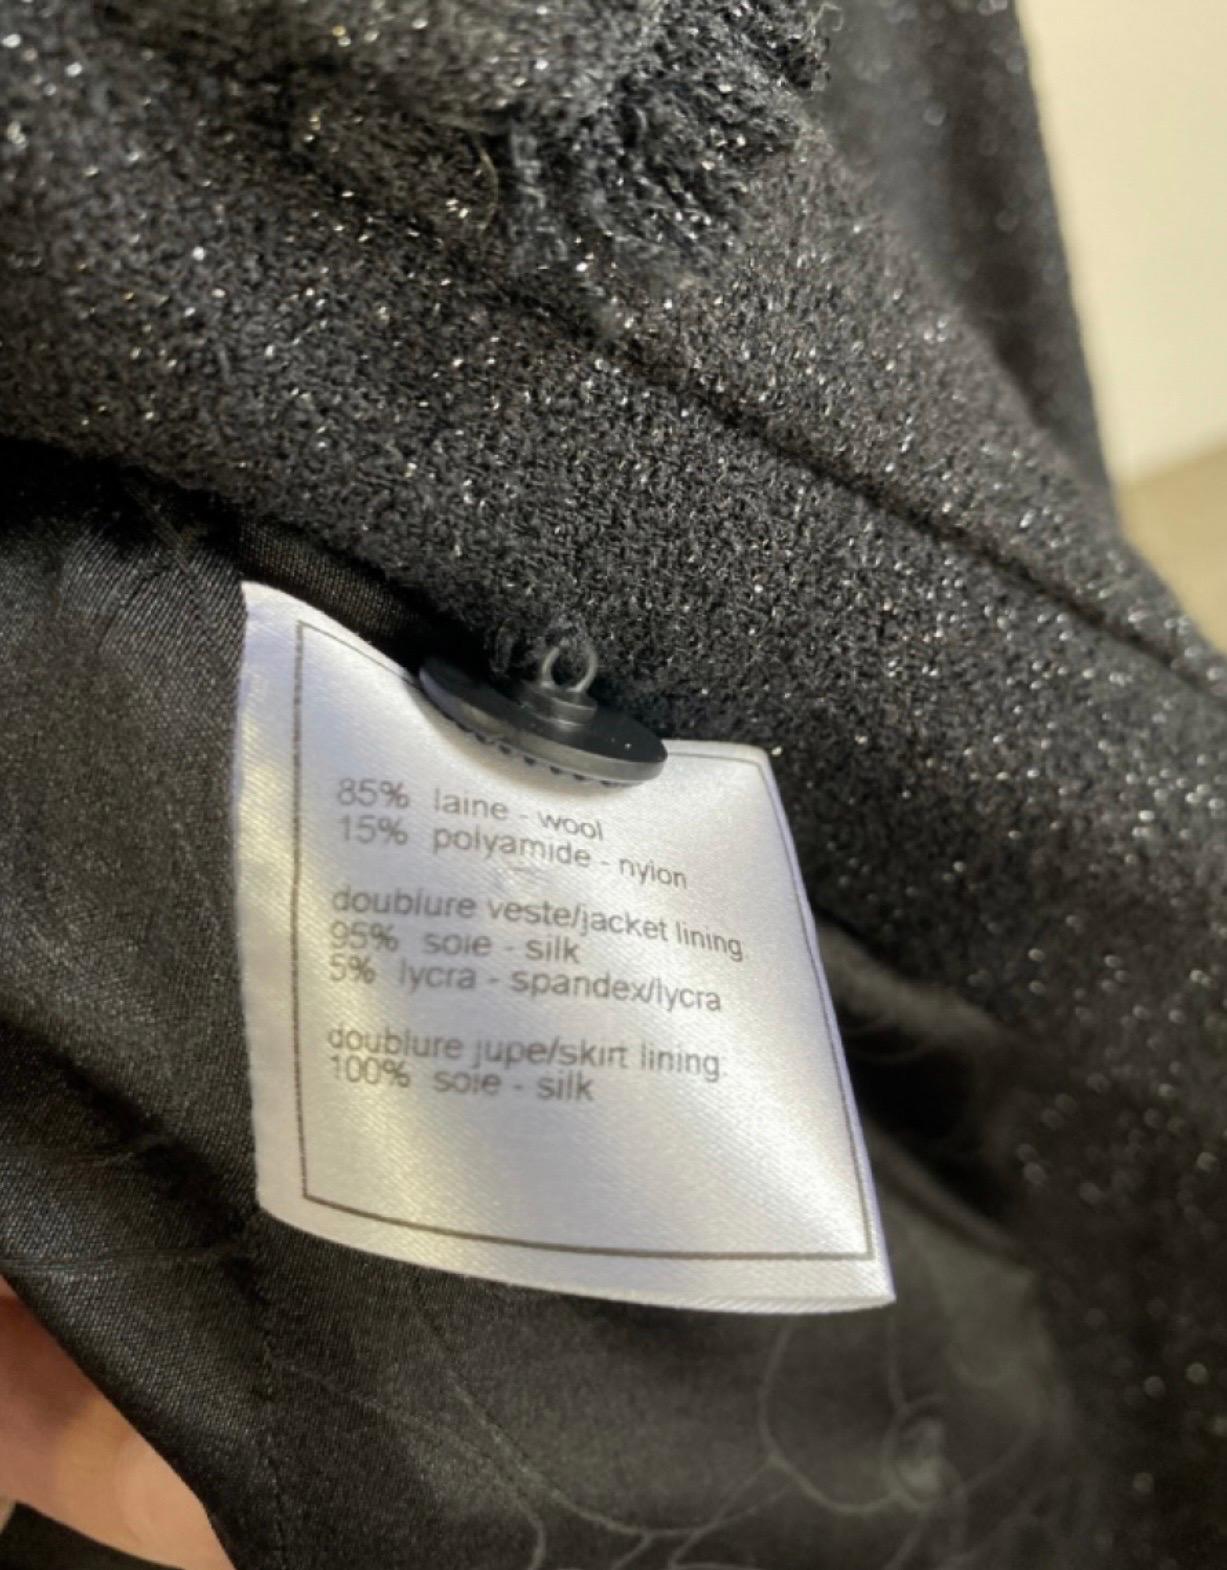 85% laine - wool
15% polyamide - nylon
doublure veste/jacket lining
95% soie - silk
5% lycra - spandex/lycra
doublure jupe/skirt lining
100% soie - silk